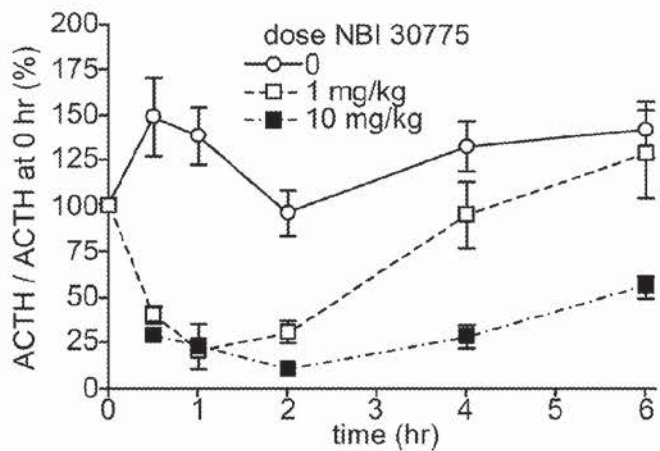 dose NBI 30775
0
1 mg/kg
10 mg/kg
ACTH / ACTH at 0 hr (%)
200
175
150
125
100
75
50
25
0
0 1 2 3 4 5 6
time (hr)